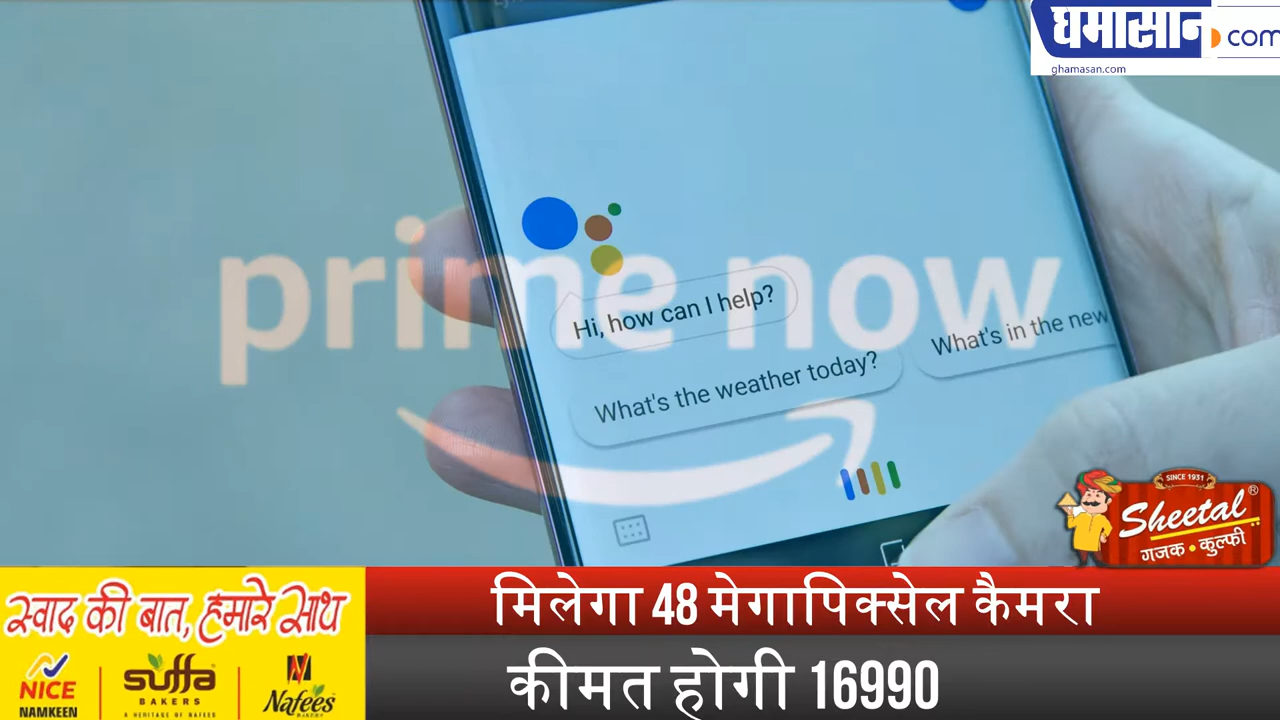 घमासान.com
ghamasan.com
prime now
Hi, how can I help?
What's the weather today?
What's in the new
SINCE 1931
Sheetal®
गजक • कुल्फी
स्वाद की बात, हमारे साथ
NICE
NAMKEEN
Suffa
BAKERS
A HERITAGE OF NAFEES
Nafees
BAKERY
मिलेगा 48 मेगापिक्सेल कैमरा
कीमत होगी 16990